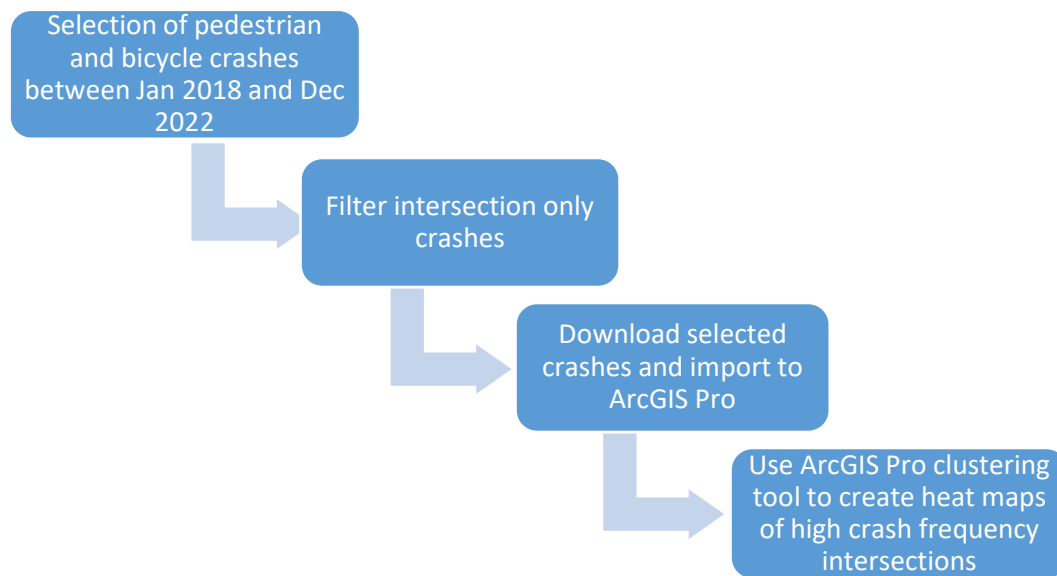 Selection of pedestrian
and bicycle crashes
between Jan 2018 and Dec
2022
Filter intersection only
crashes
Download selected
crashes and import to
ArcGIS Pro
Use ArcGIS Pro clustering
tool to create heat maps
of high crash frequency
intersections